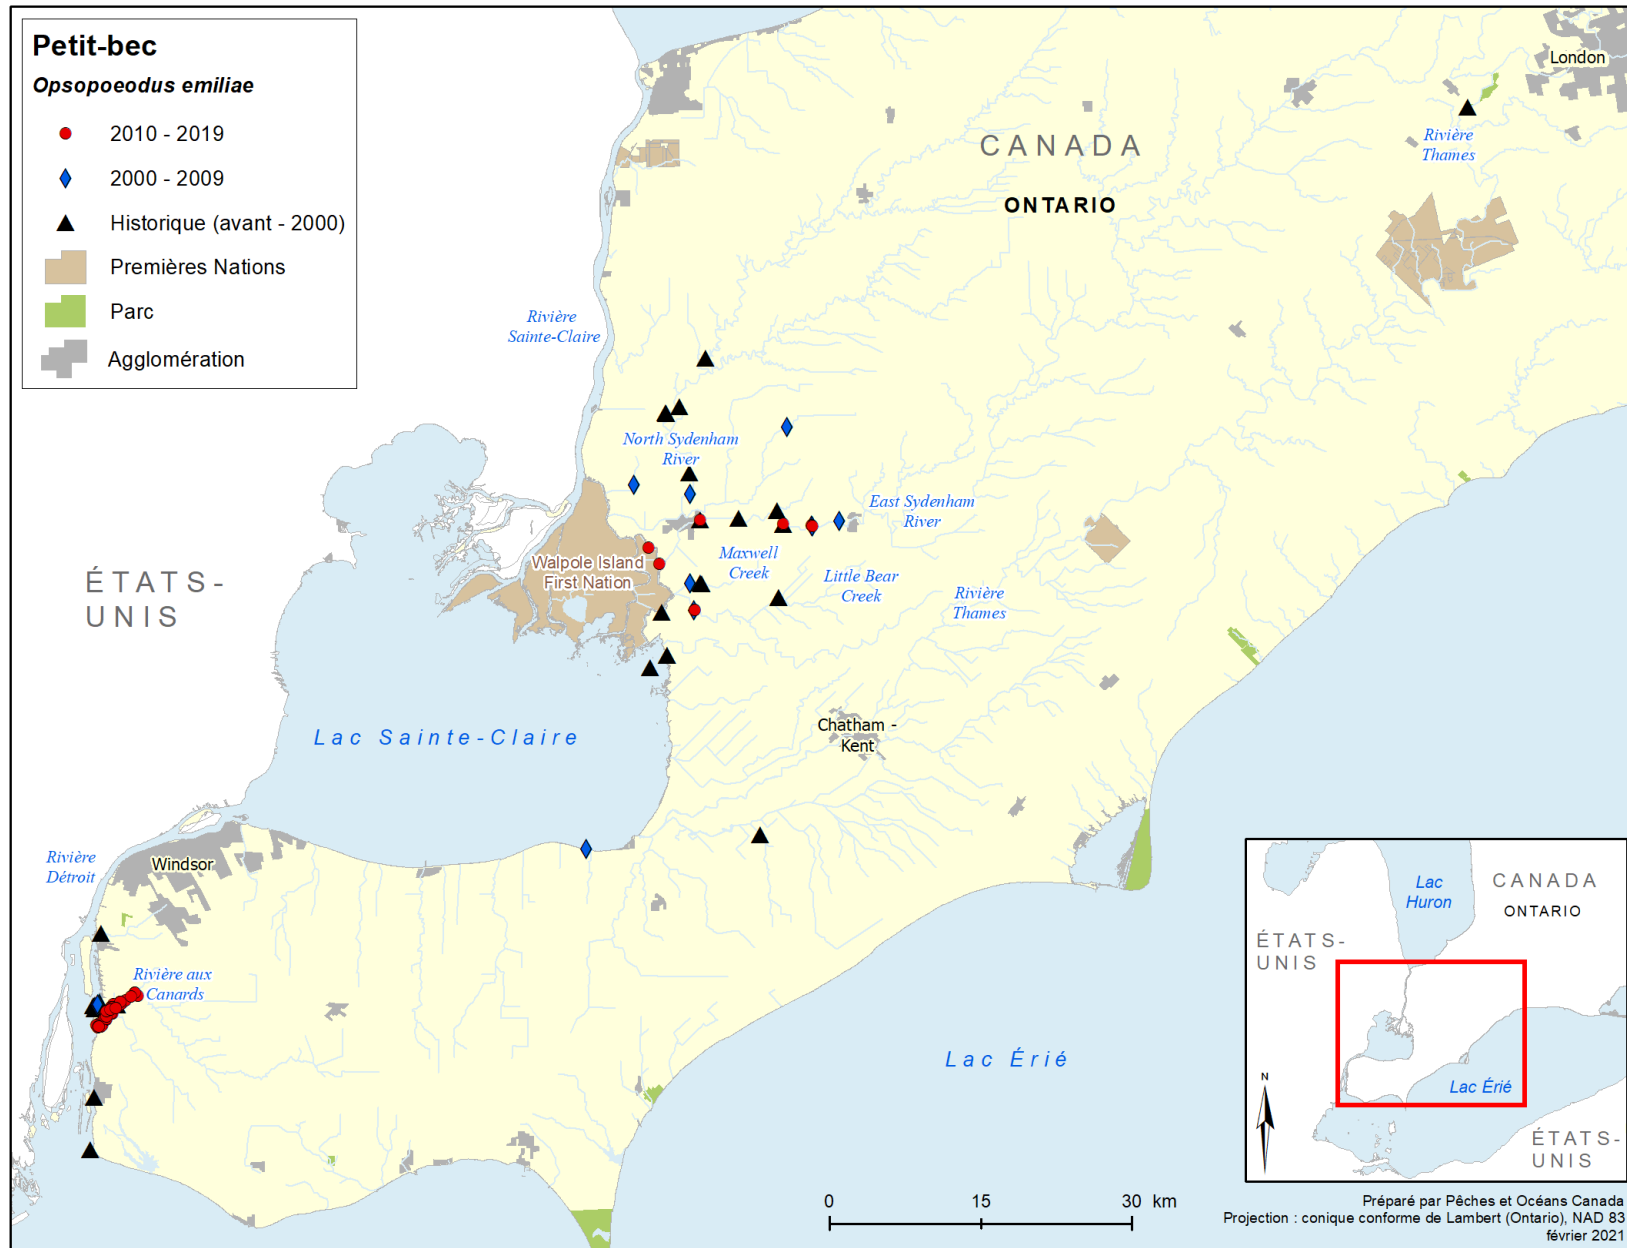 Petit-bec
Opsopoeodus emiliae
2010 - 2019
2000 - 2009
Historique (avant - 2000)
Premières Nations
Parc
Agglomération
London
Rivière
Thames
CANADA
ONTARIO
Rivière
Sainte-Claire
North Sydenham
River
East Sydenham
River
Maxwell
Creek
Walpole Island
First Nation
Little Bear
Creek
Rivière
Thames
ÉTATS-
UNIS
Chatham -
Kent
Lac Sainte-Claire
Rivière
Détroit
Windsor
Rivière aux
Canards
Lac Érié
Lac
Huron
CANADA
ONTARIO
ÉTATS-
UNIS
Lac Érié
ÉTATS-
UNIS
N
0 15 30 km
Préparé par Pêches et Océans Canada
Projection : conique conforme de Lambert (Ontario), NAD 83
février 2021